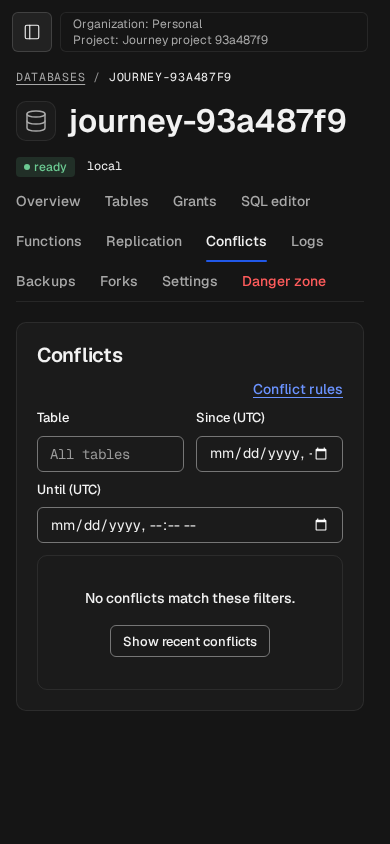 Organization: Personal
Project: Journey project 93a487f9
DATABASES / JOURNEY-93A487F9
journey-93a487f9
ready local
Overview Tables Grants SQL editor
Functions Replication Conflicts Logs
Backups Forks Settings Danger zone
Conflicts
Conflict rules
Table Since (UTC)
All tables mm/dd/yyyy, -
Until (UTC)
mm/dd/yyyy, --:-- --
No conflicts match these filters.
Show recent conflicts